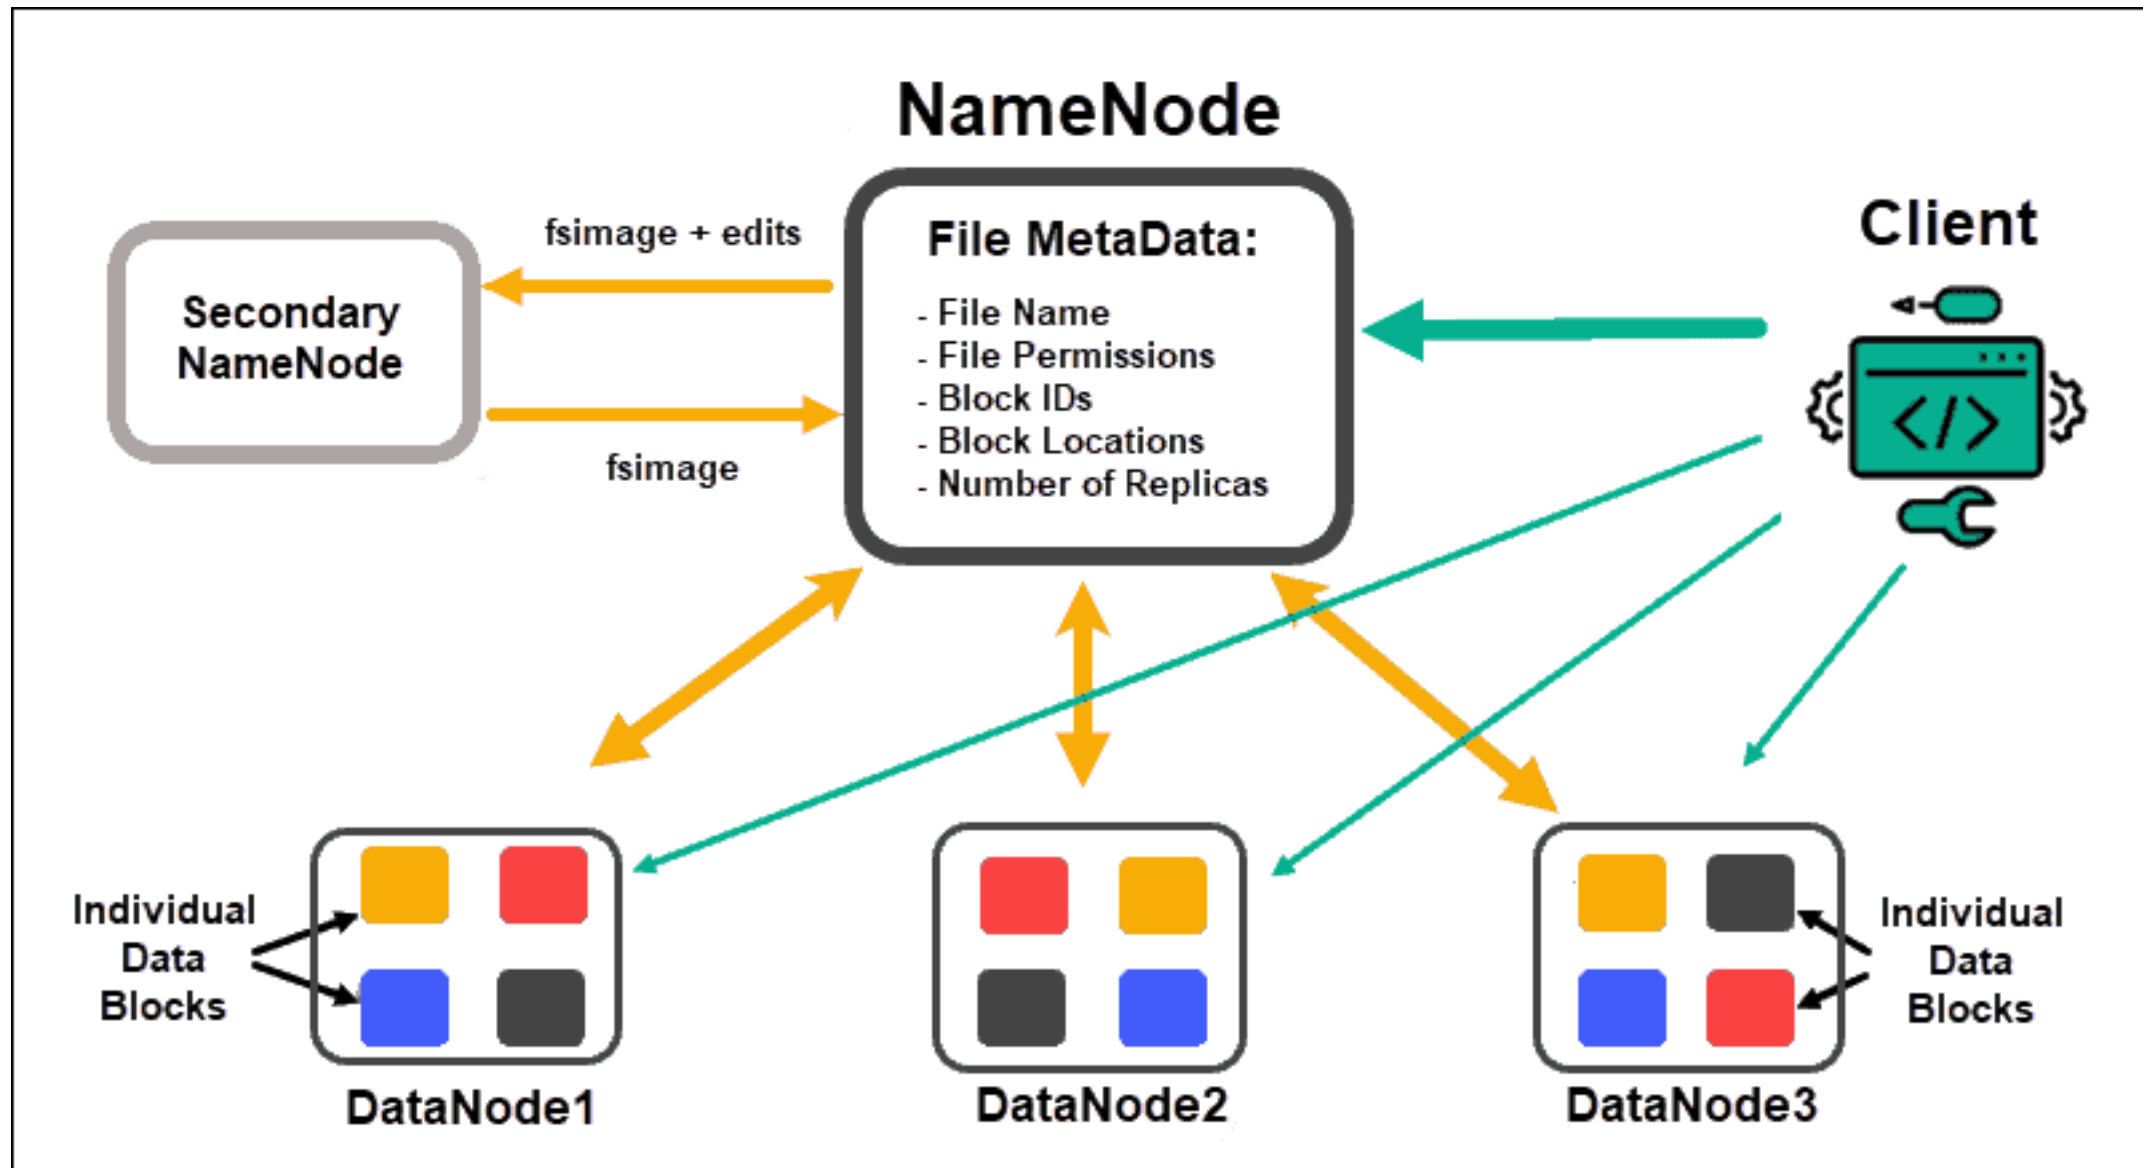 NameNode
File MetaData:
- File Name
- File Permissions
- Block IDs
- Block Locations
- Number of Replicas
fsimage + edits
Secondary
NameNode
fsimage
Client
</>
Individual
Data
Blocks
DataNode1
DataNode2
DataNode3
Individual
Data
Blocks